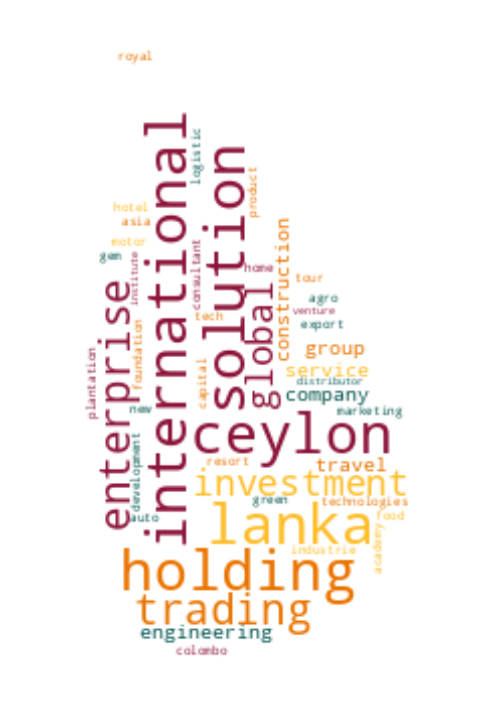 royal
international
logistic
solution
product
hotel
asia
motor
gem
institute
consultant
home
construction
tour
enterprise
global
agro
venture
export
tech
foundation
plantation
capital
group
service
distributor
company
new
marketing
ceylon
development
resort
travel
investment
green
technologies
auto
lanka
food
academy
industrie
holding
trading
engineering
colombo